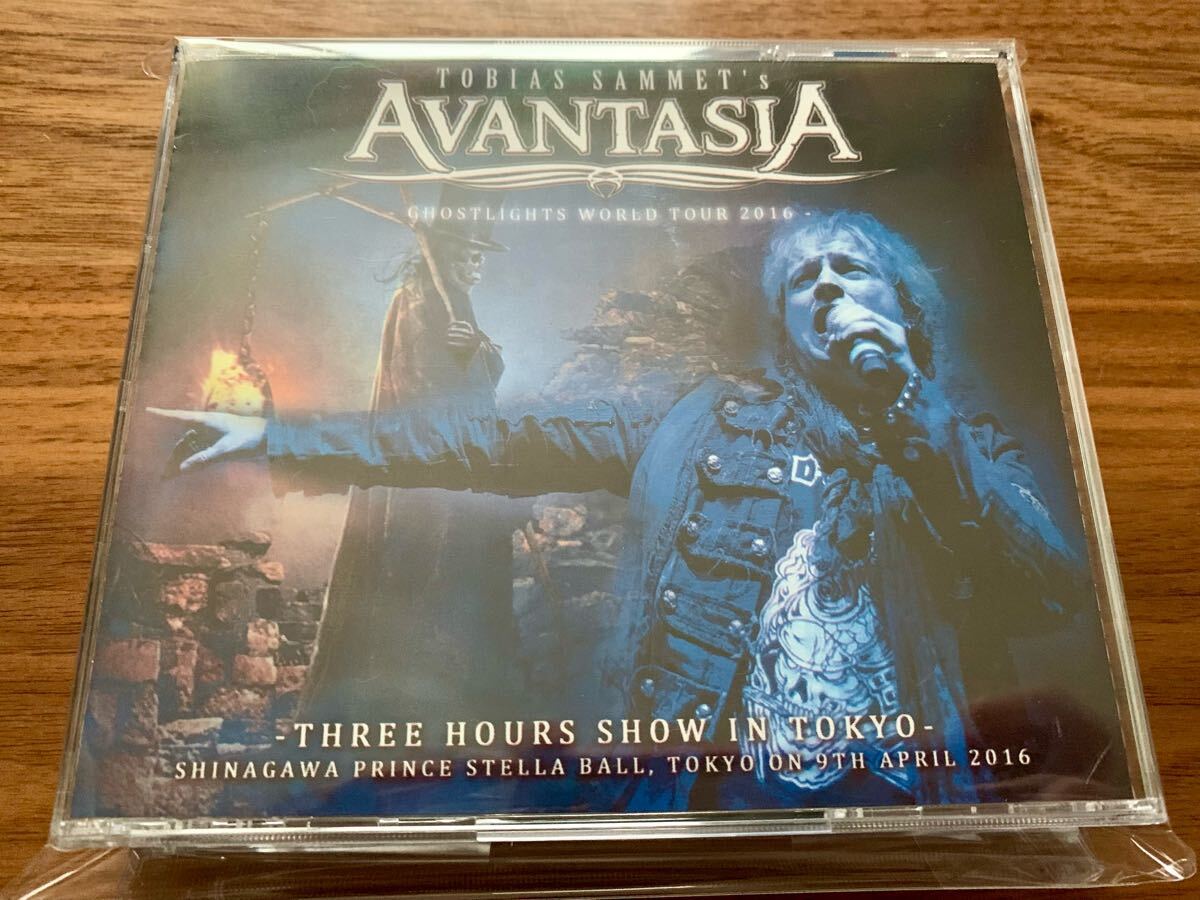 TOBIAS SAMMET's
AVANTASIA
- GHOSTLIGHTS WORLD TOUR 2016 -
-THREE HOURS SHOW IN TOKYO-
SHINAGAWA PRINCE STELLA BALL, TOKYO ON 9TH APRIL 2016